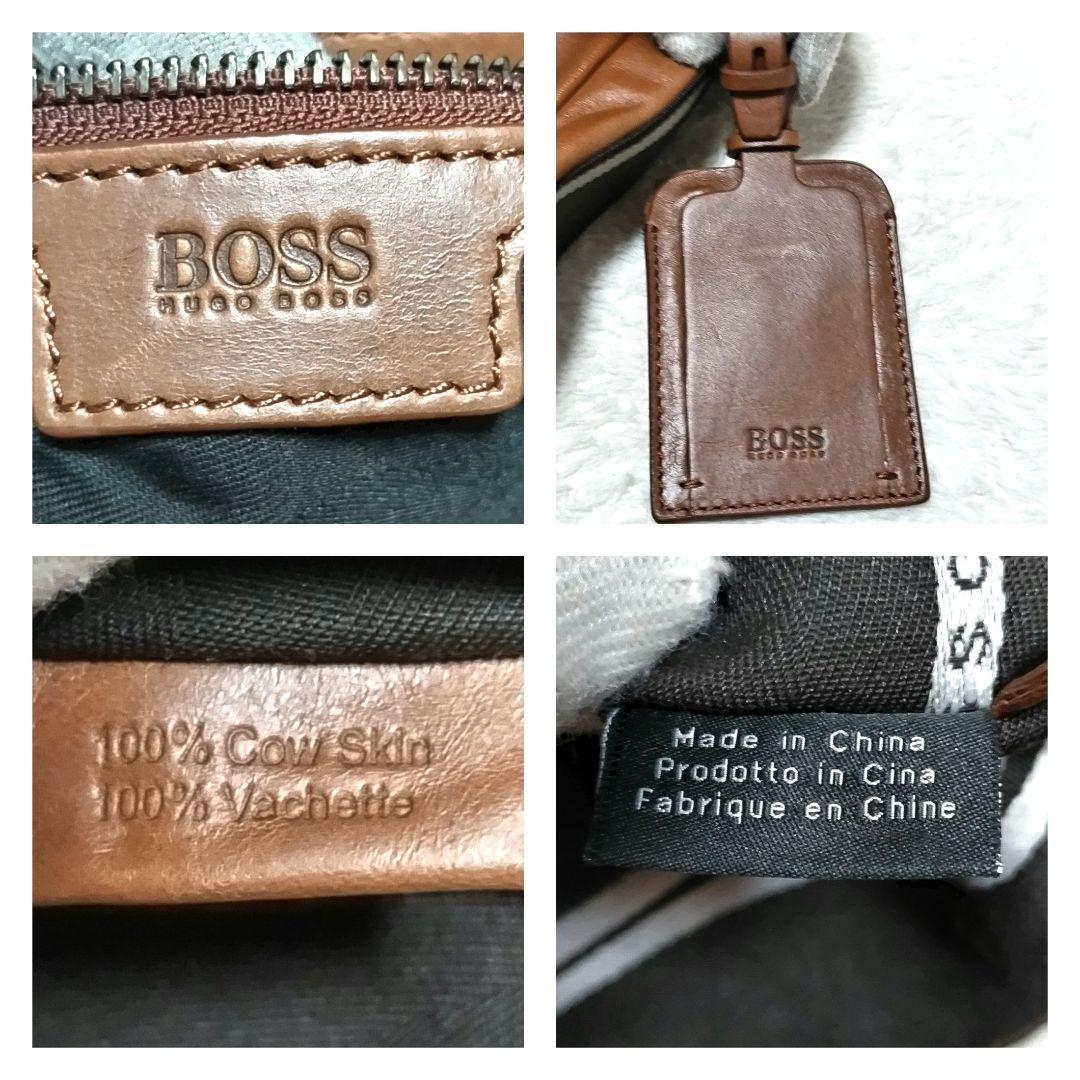 BOSS
HUGO BOSS
BOSS
HUGO BOSS
100% Cow Skin
100% Vachette
Made in China
Prodotto in Cina
Fabrique en Chine